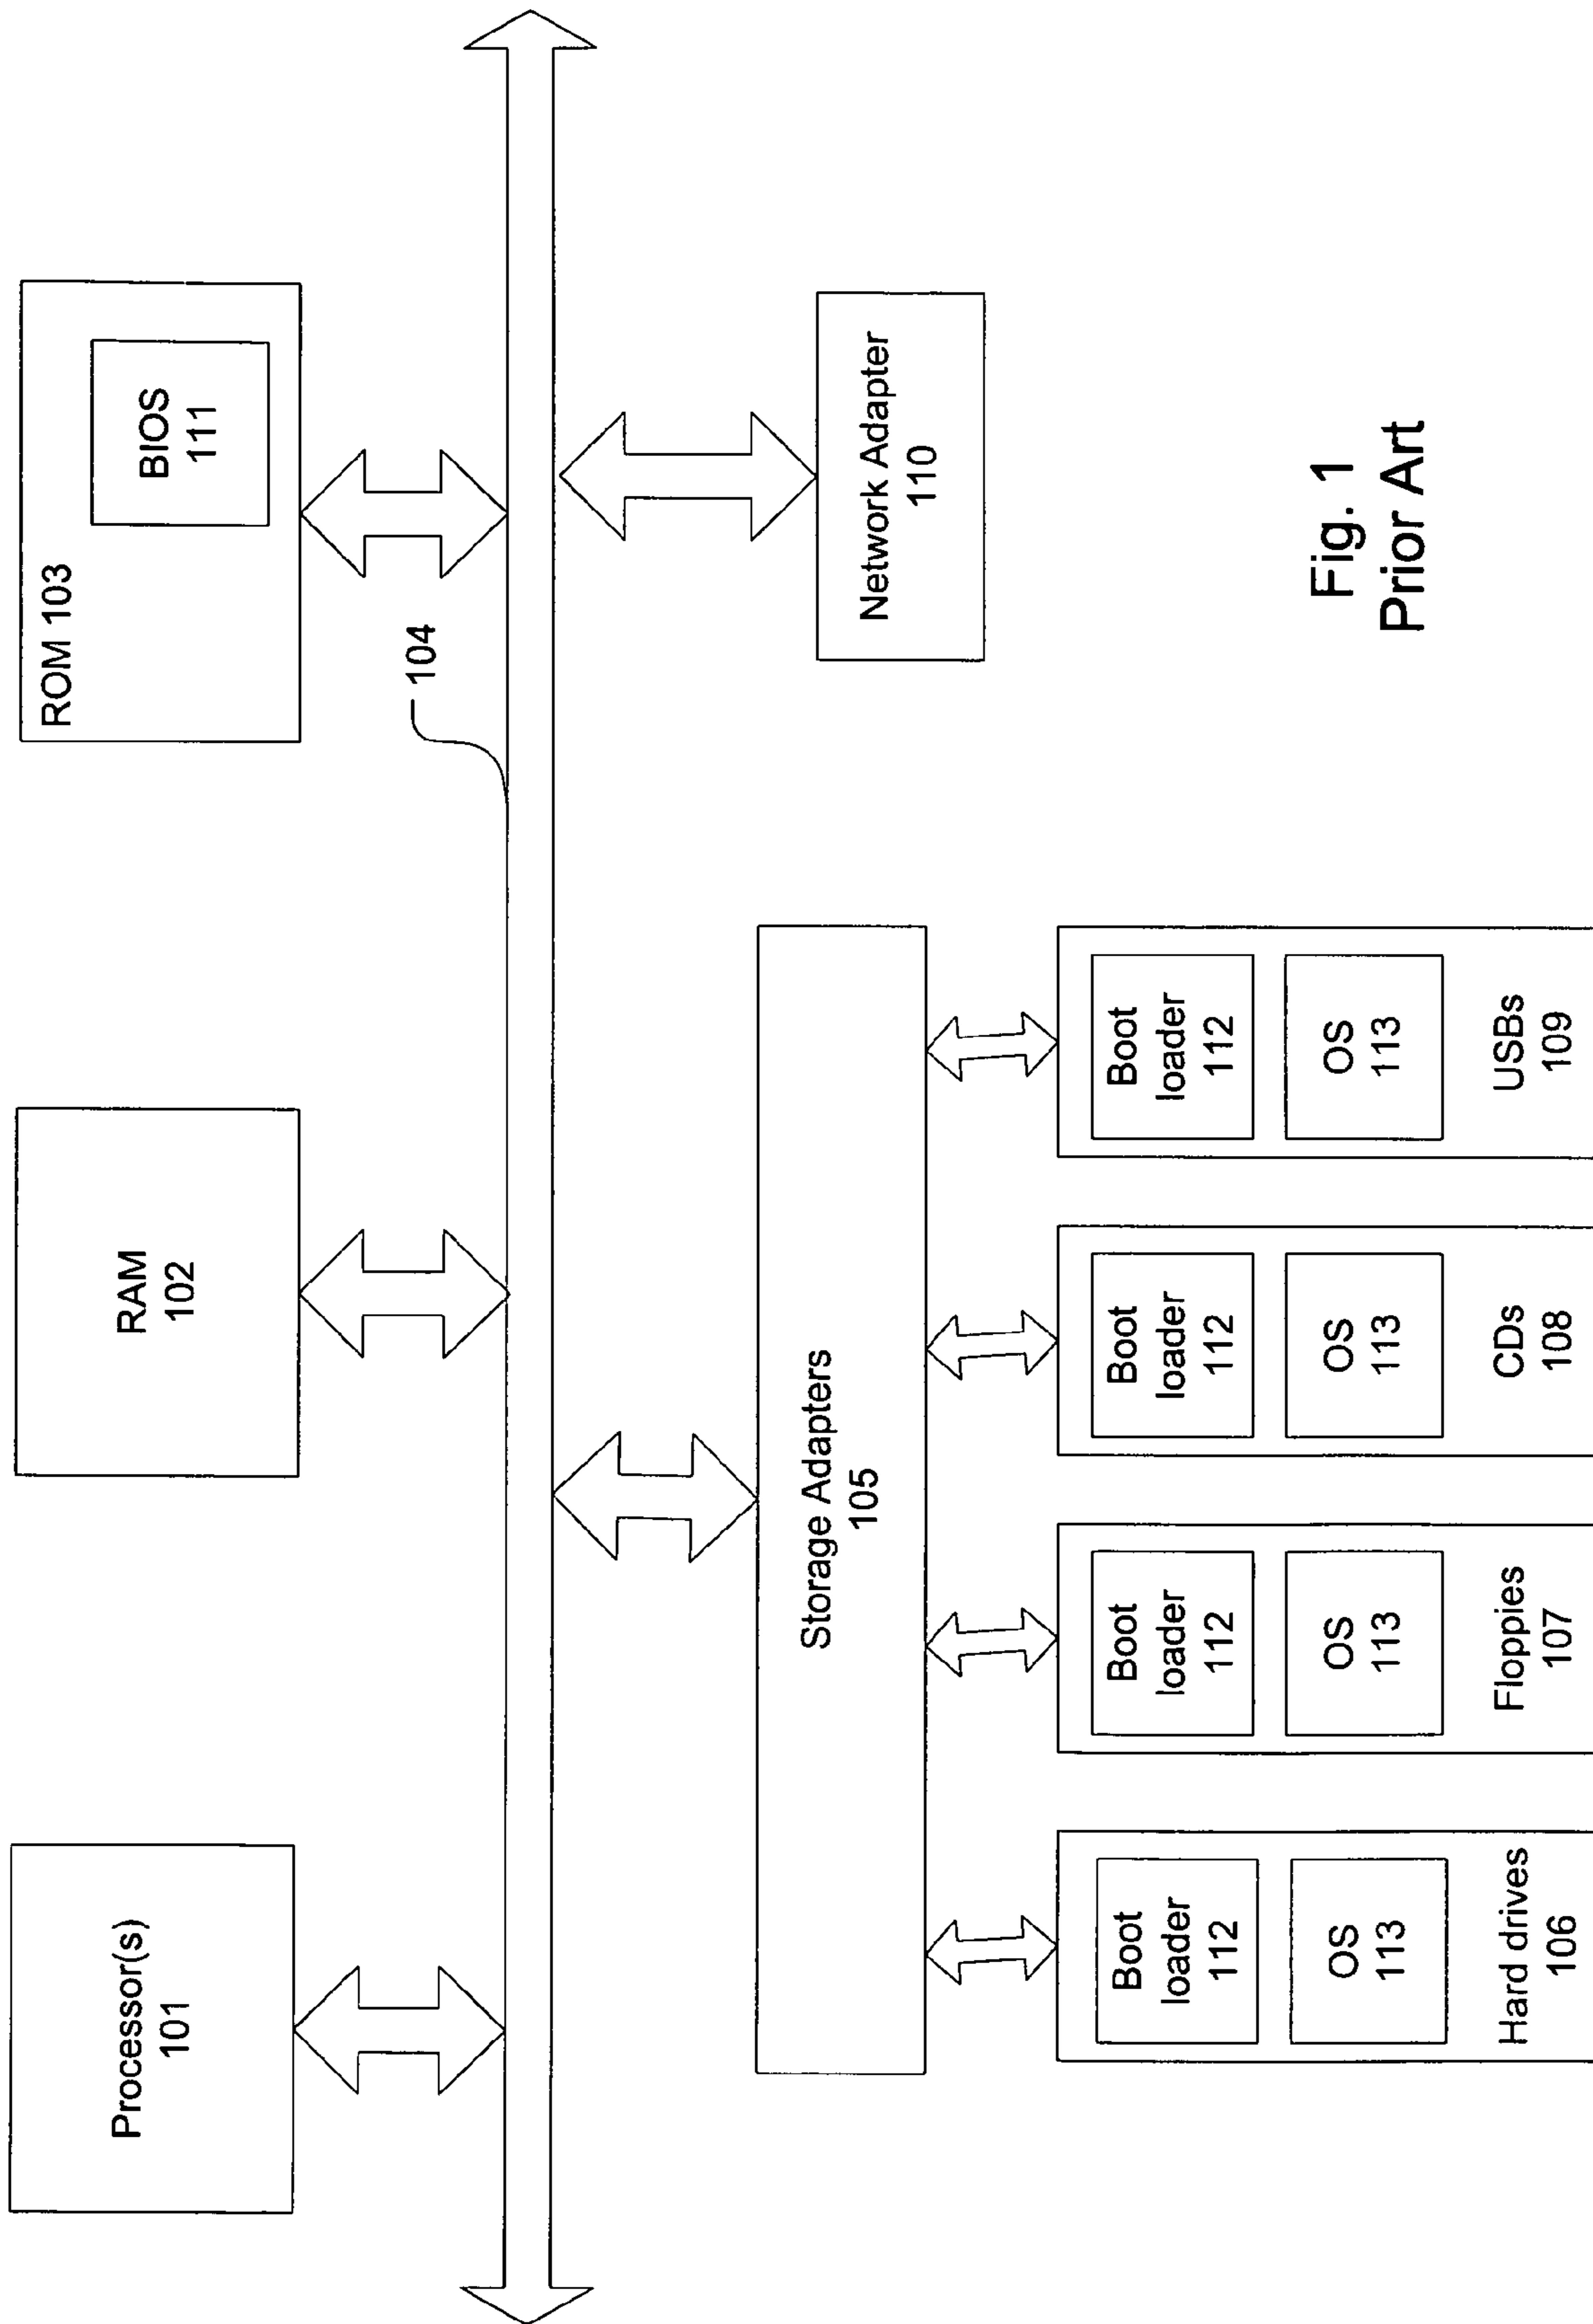 Processor(s)
101
RAM
102
ROM 103
BIOS
111
104
Storage Adapters
105
Network Adapter
110
Boot
loader
112
OS
113
Hard drives
106
Boot
loader
112
OS
113
Floppies
107
Boot
loader
112
OS
113
CDs
108
Boot
loader
112
OS
113
USBs
109
Fig. 1
Prior Art